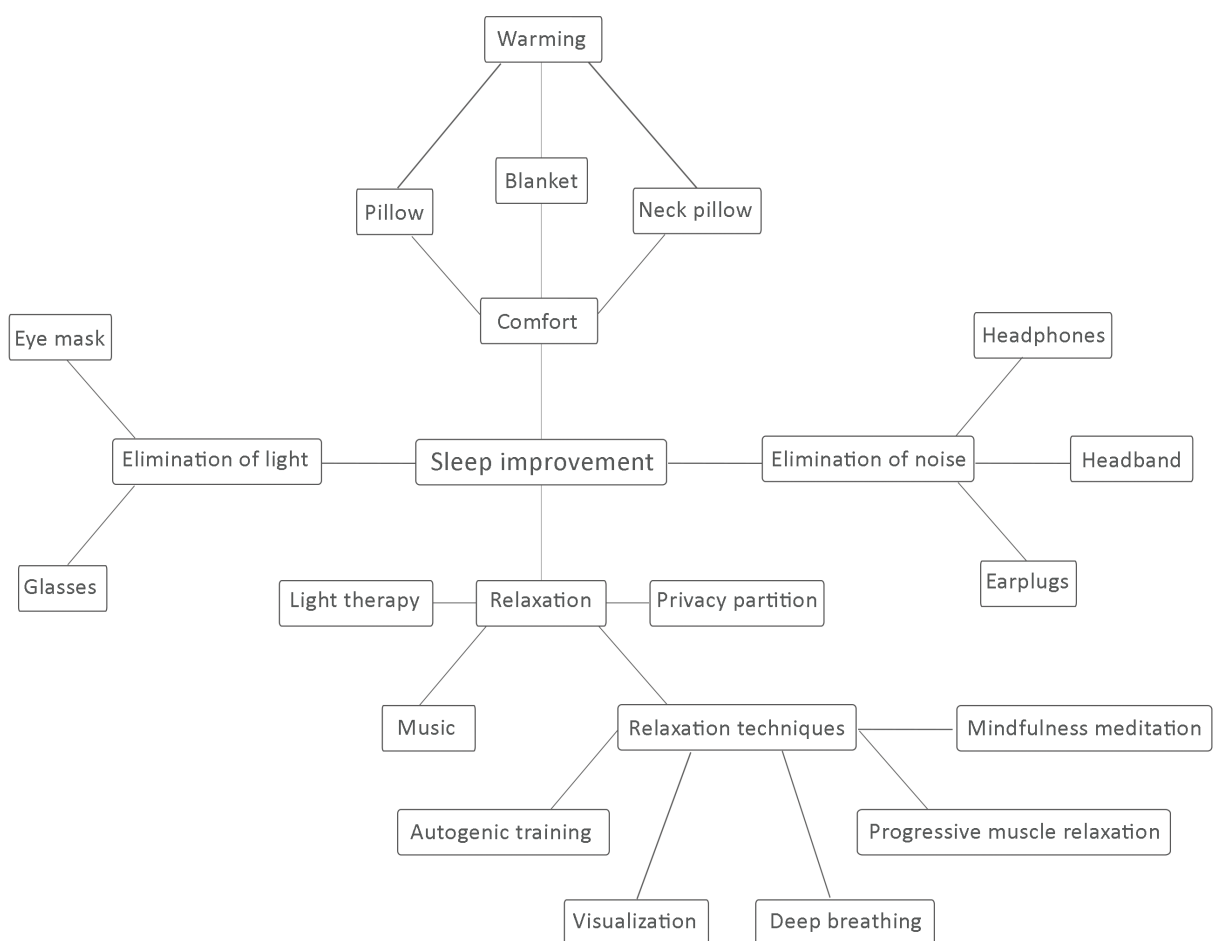 Warming
Blanket
Pillow
Neck pillow
Comfort
Eye mask
Headphones
Elimination of light
Sleep improvement
Elimination of noise
Headband
Glasses
Earplugs
Light therapy
Relaxation
Privacy partition
Music
Relaxation techniques
Mindfulness meditation
Autogenic training
Progressive muscle relaxation
Visualization
Deep breathing